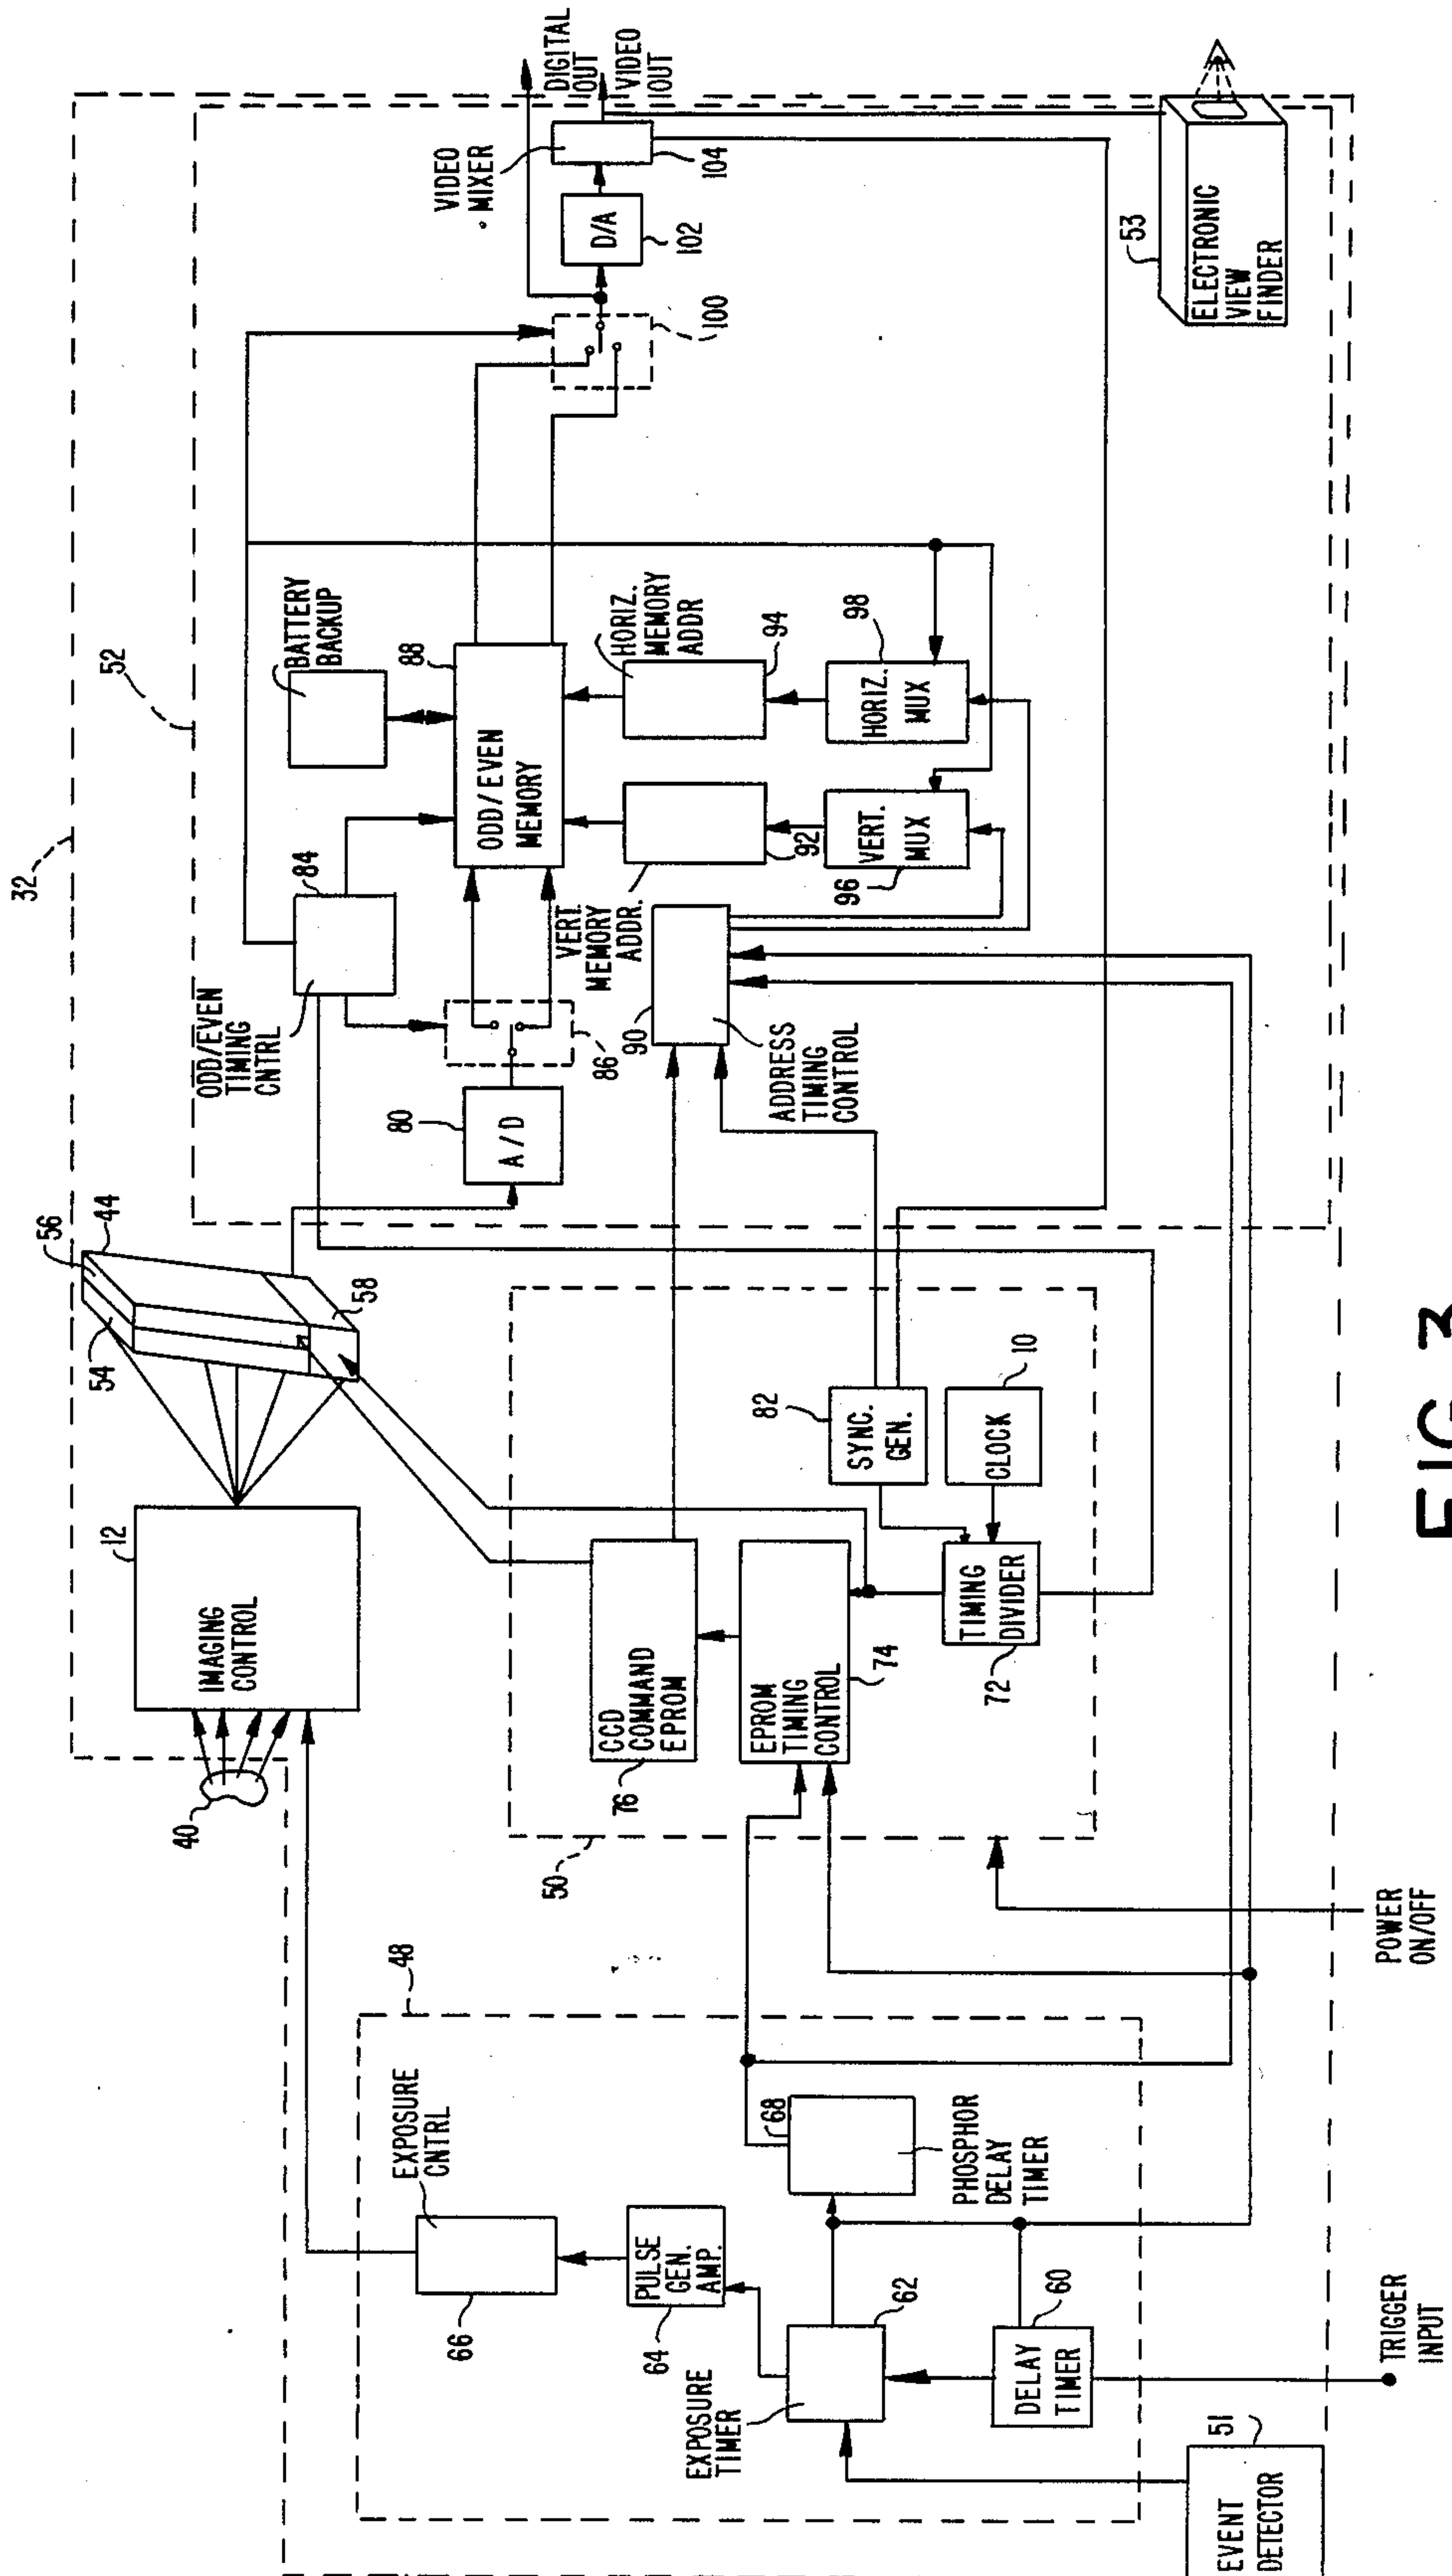 32
52
DIGITAL
OUT
VIDEO
OUT
VIDEO
MIXER
104
D/A
102
100
BATTERY
BACKUP
88
ODD/EVEN
MEMORY
HORIZ.
MEMORY
ADDR
94
98
HORIZ.
MUX
VERT.
MEMORY
ADDR.
92
VERT.
MUX
96
84
ODD/EVEN
TIMING
CNTRL
86
80
A/D
90
ADDRESS
TIMING
CONTROL
53
ELECTRONIC
VIEW
FINDER
56
44
54
58
12
IMAGING
CONTROL
40
CCD
COMMAND
EPROM
76
EPROM
TIMING
CONTROL
74
82
SYNC.
GEN.
10
CLOCK
TIMING
DIVIDER
72
50
POWER
ON/OFF
48
EXPOSURE
CNTRL
66
PULSE
GEN.
AMP.
64
68
PHOSPHOR
DELAY
TIMER
EXPOSURE
TIMER
62
60
DELAY
TIMER
TRIGGER
INPUT
51
EVENT
DETECTOR
FIG. 3